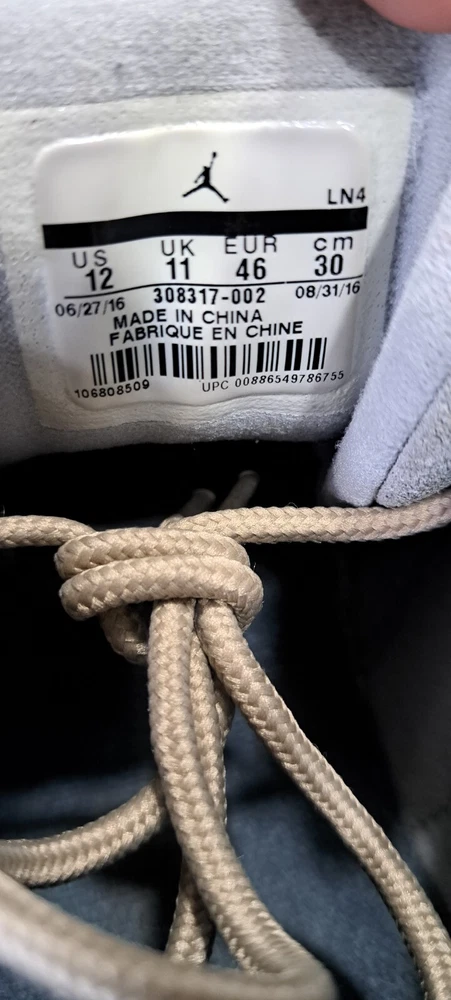 LN4
US UK EUR cm
12 11 46 30
06/27/16 308317-002 08/31/16
MADE IN CHINA
FABRIQUE EN CHINE
106808509 UPC 00886549786755